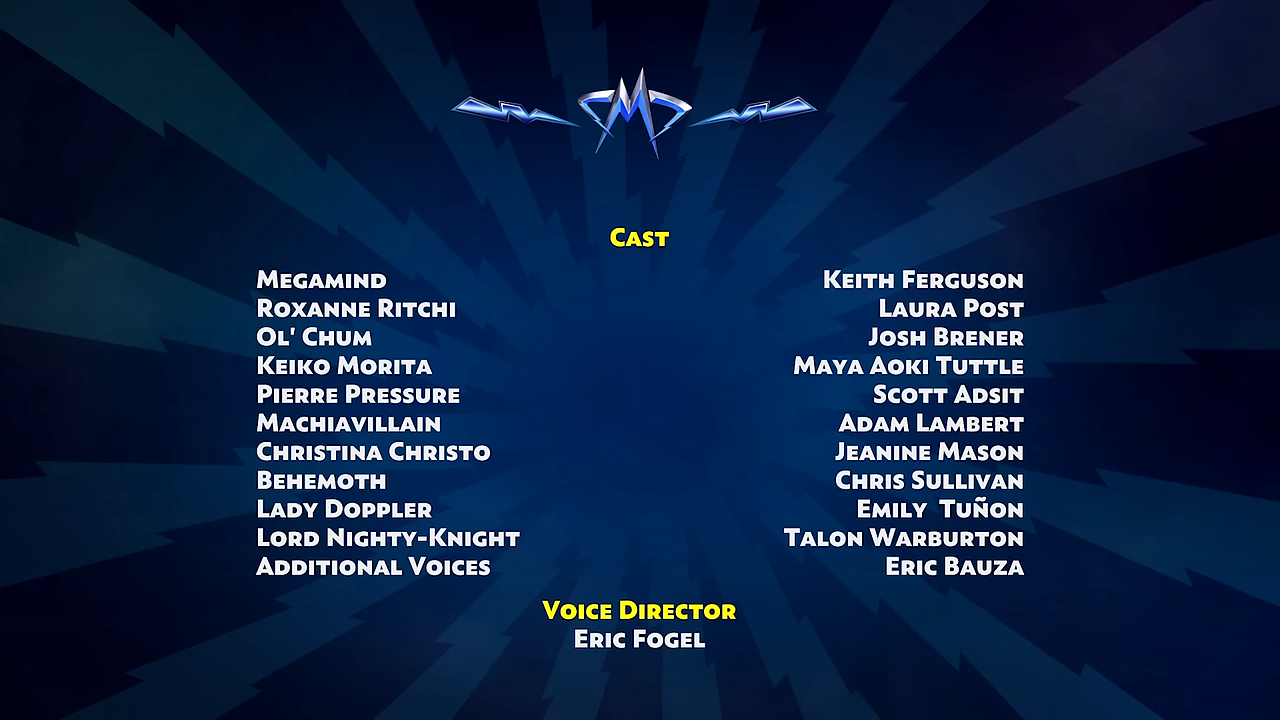 Cast
Megamind Keith Ferguson
Roxanne Ritchi Laura Post
Ol' Chum Josh Brener
Keiko Morita Maya Aoki Tuttle
Pierre Pressure Scott Adsit
Machiavillain Adam Lambert
Christina Christo Jeanine Mason
Behemoth Chris Sullivan
Lady Doppler Emily Tuñon
Lord Nighty-Knight Talon Warburton
Additional Voices Eric Bauza
Voice Director
Eric Fogel